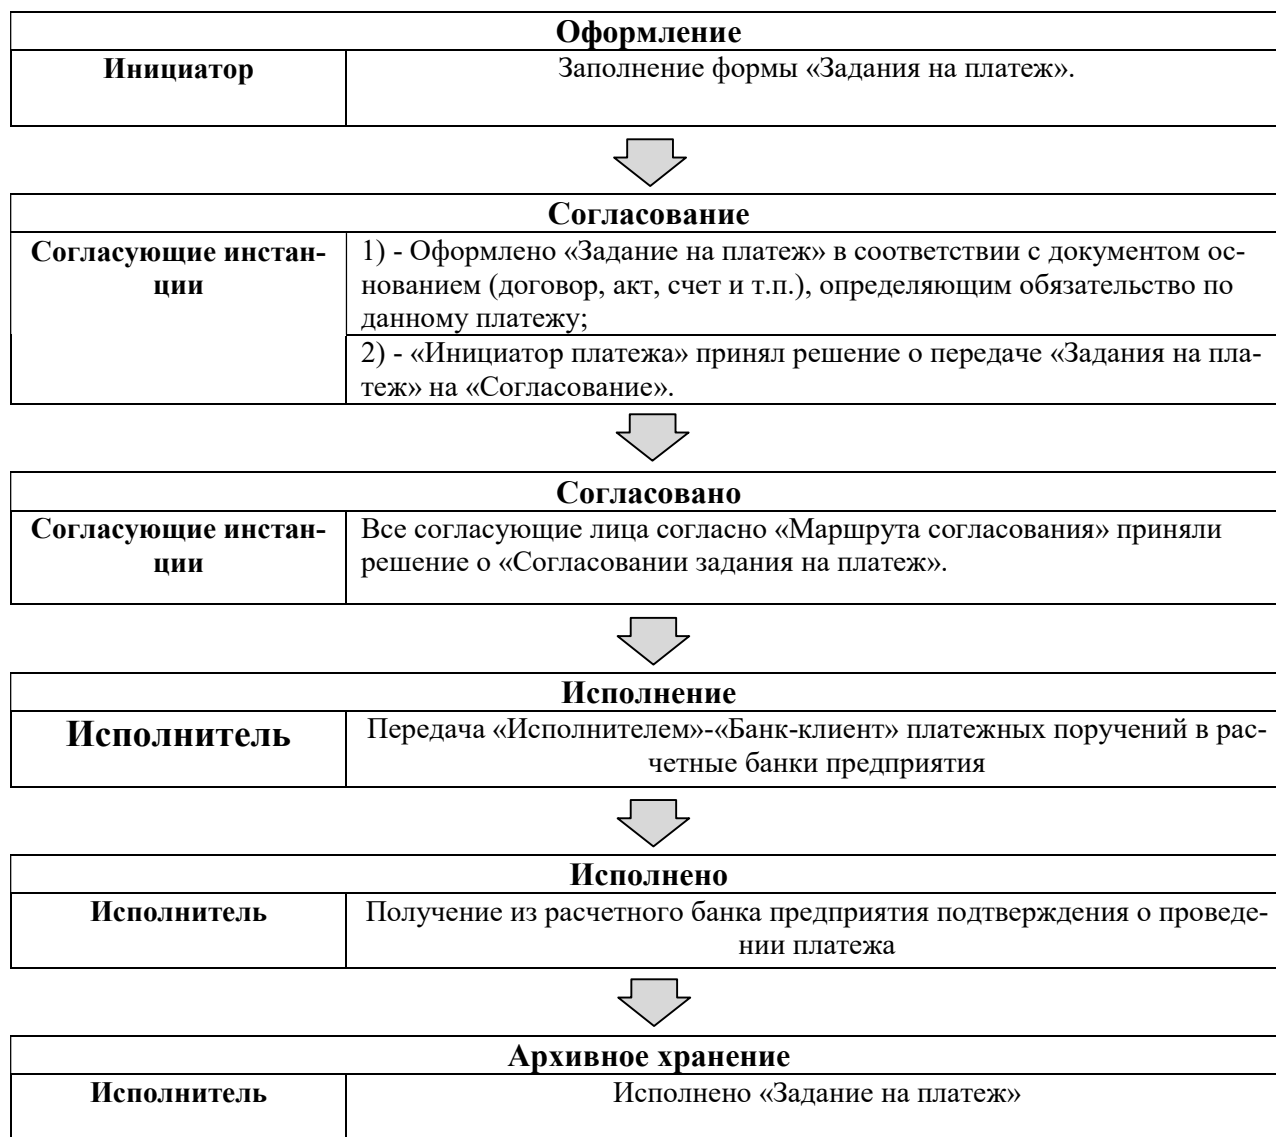 Оформление
Инициатор
Заполнение формы «Задания на платеж».
Согласование
Согласующие инстан-
ции
1) - Оформлено «Задание на платеж» в соответствии с документом ос-
нованием (договор, акт, счет и т.п.), определяющим обязательство по
данному платежу;
2) - «Инициатор платежа» принял решение о передаче «Задания на пла-
теж» на «Согласование».
Согласовано
Согласующие инстан-
ции
Все согласующие лица согласно «Маршрута согласования» приняли
решение о «Согласовании задания на платеж».
Исполнение
Исполнитель
Передача «Исполнителем»-«Банк-клиент» платежных поручений в рас-
четные банки предприятия
Исполнено
Исполнитель
Получение из расчетного банка предприятия подтверждения о проведе-
нии платежа
Архивное хранение
Исполнитель
Исполнено «Задание на платеж»